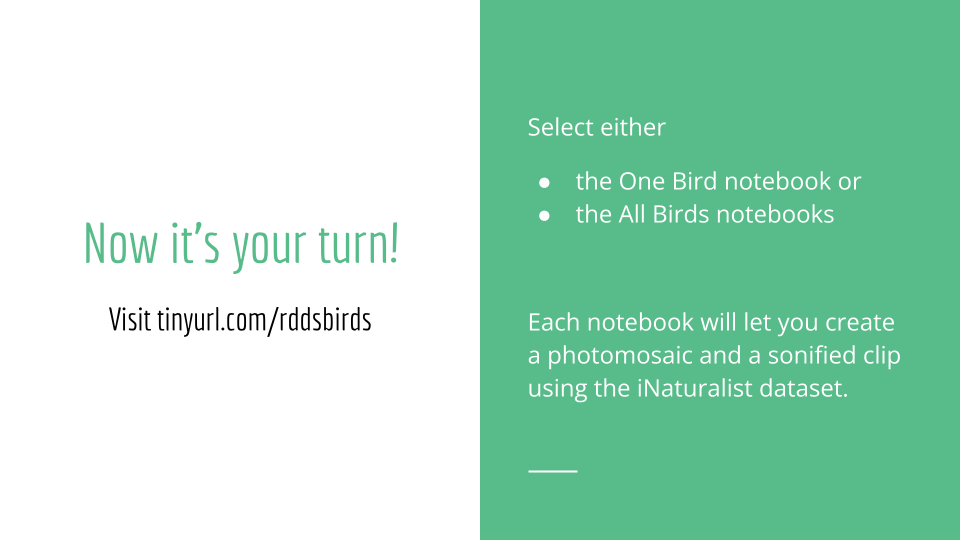 Now it’s your turn!
Visit tinyurl.com/rddsbirds
Select either
● the One Bird notebook or
● the All Birds notebooks
Each notebook will let you create
a photomosaic and a sonified clip
using the iNaturalist dataset.